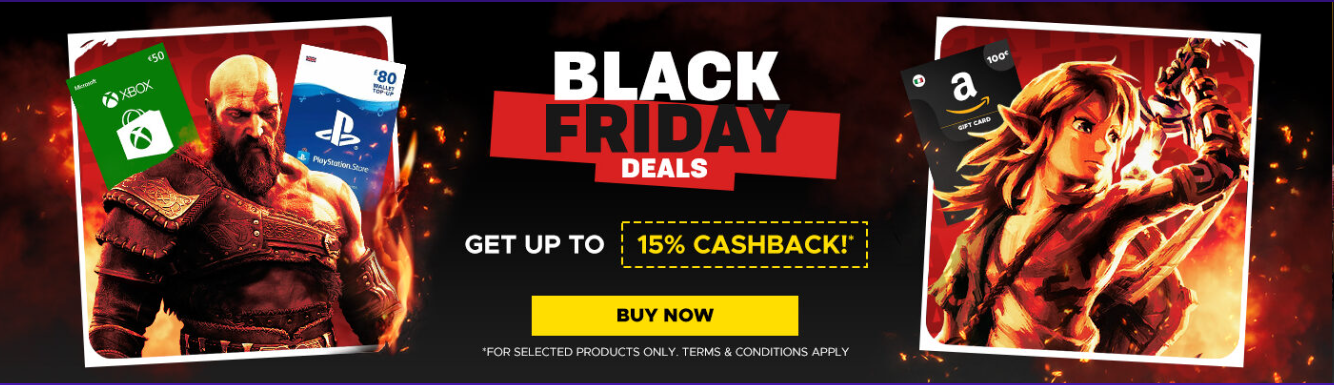 Microsoft
€50
XBOX
€80
WALLET
TOP-UP
PlayStation.Store
BLACK
FRIDAY
DEALS
GET UP TO 15% CASHBACK!*
BUY NOW
*FOR SELECTED PRODUCTS ONLY. TERMS & CONDITIONS APPLY
100€
a
GIFT CARD